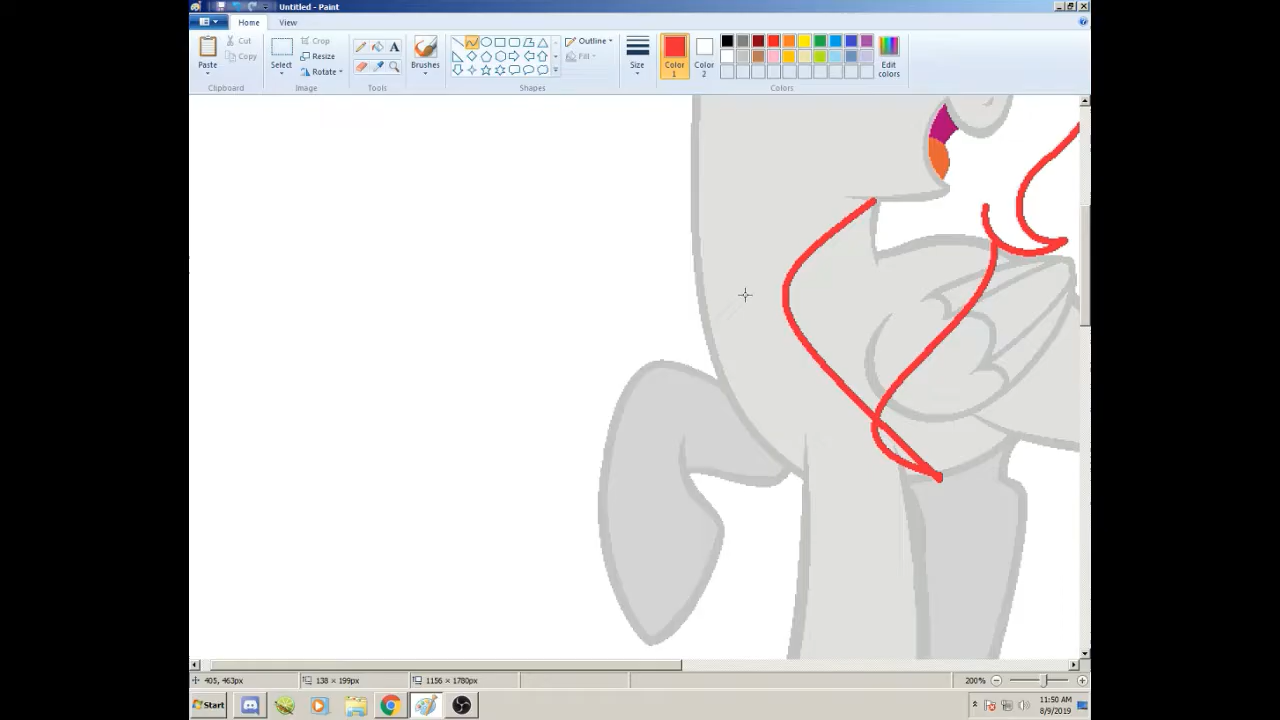 Untitled - Paint
Home View
Paste
Cut
Copy
Clipboard
Select
Crop
Resize
Rotate
Image
A
Tools
Brushes
Outline
Fill
Shapes
Size
Color 1
Color 2
Edit colors
Colors
405, 463px
138 × 199px
1156 × 1780px
200%
Start
11:50 AM
8/9/2019